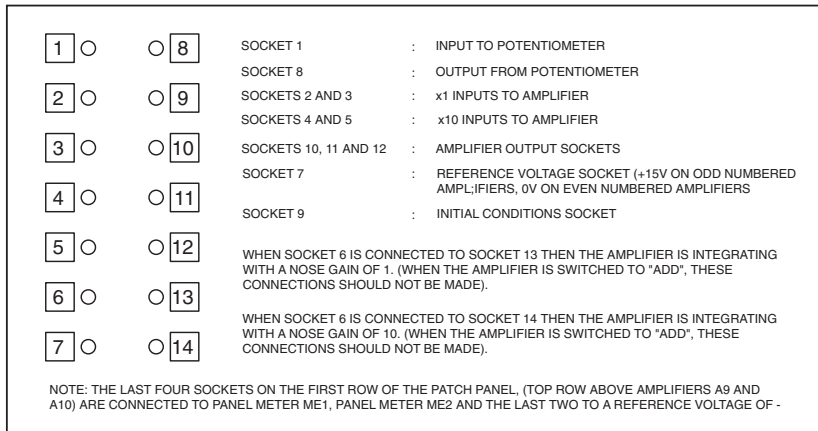 1 8 SOCKET 1 : INPUT TO POTENTIOMETER
SOCKET 8 : OUTPUT FROM POTENTIOMETER
2 9 SOCKETS 2 AND 3 : x1 INPUTS TO AMPLIFIER
SOCKETS 4 AND 5 : x10 INPUTS TO AMPLIFIER
3 10 SOCKETS 10, 11 AND 12 : AMPLIFIER OUTPUT SOCKETS
SOCKET 7 : REFERENCE VOLTAGE SOCKET (+15V ON ODD NUMBERED
4 11 AMPL;IFIERS, 0V ON EVEN NUMBERED AMPLIFIERS
SOCKET 9 : INITIAL CONDITIONS SOCKET
5 12 WHEN SOCKET 6 IS CONNECTED TO SOCKET 13 THEN THE AMPLIFIER IS INTEGRATING
WITH A NOSE GAIN OF 1. (WHEN THE AMPLIFIER IS SWITCHED TO "ADD", THESE
6 13 CONNECTIONS SHOULD NOT BE MADE).
WHEN SOCKET 6 IS CONNECTED TO SOCKET 14 THEN THE AMPLIFIER IS INTEGRATING
WITH A NOSE GAIN OF 10. (WHEN THE AMPLIFIER IS SWITCHED TO "ADD", THESE
7 14 CONNECTIONS SHOULD NOT BE MADE).
NOTE: THE LAST FOUR SOCKETS ON THE FIRST ROW OF THE PATCH PANEL, (TOP ROW ABOVE AMPLIFIERS A9 AND
A10) ARE CONNECTED TO PANEL METER ME1, PANEL METER ME2 AND THE LAST TWO TO A REFERENCE VOLTAGE OF -